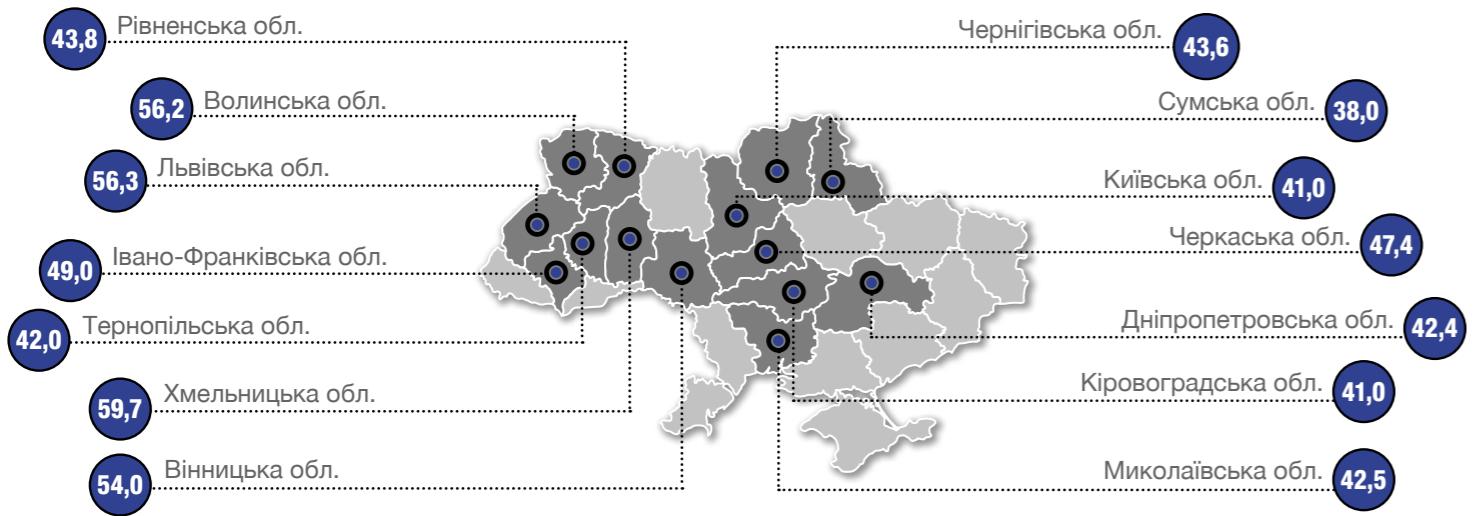 43,8
Рівненська обл.
56,2
Волинська обл.
56,3
Львівська обл.
49,0
Івано-Франківська обл.
42,0
Тернопільська обл.
59,7
Хмельницька обл.
54,0
Вінницька обл.
Чернігівська обл.
43,6
Сумська обл.
38,0
Київська обл.
41,0
Черкаська обл.
47,4
Дніпропетровська обл.
42,4
Кіровоградська обл.
41,0
Миколаївська обл.
42,5